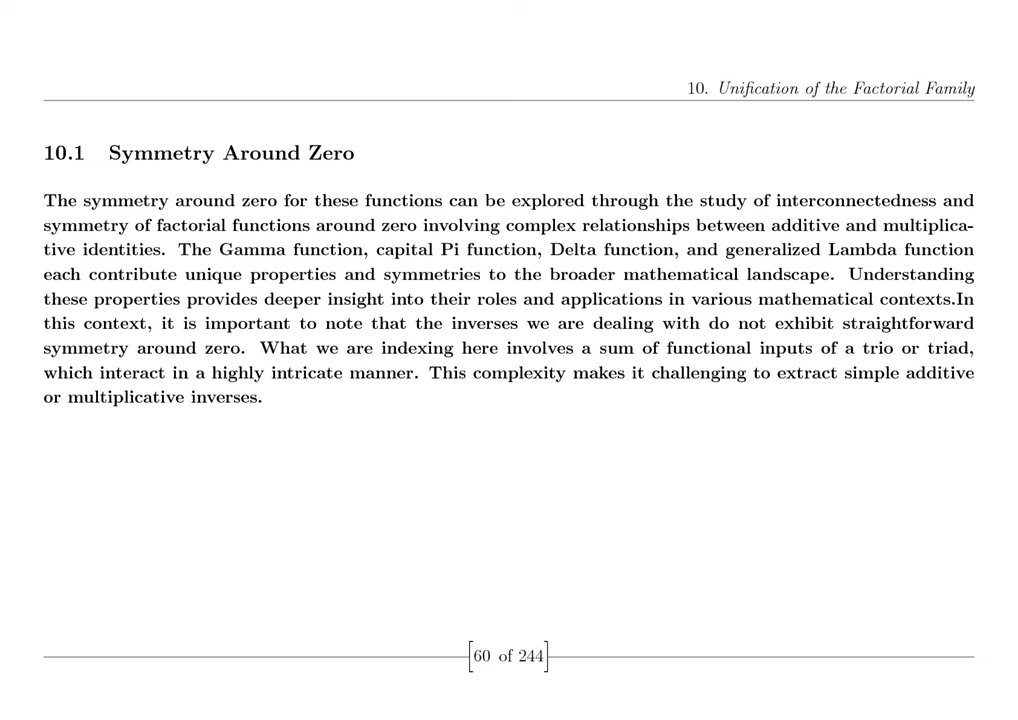 10. Unification of the Factorial Family
10.1 Symmetry Around Zero
The symmetry around zero for these functions can be explored through the study of interconnectedness and
symmetry of factorial functions around zero involving complex relationships between additive and multiplica-
tive identities. The Gamma function, capital Pi function, Delta function, and generalized Lambda function
each contribute unique properties and symmetries to the broader mathematical landscape. Understanding
these properties provides deeper insight into their roles and applications in various mathematical contexts.In
this context, it is important to note that the inverses we are dealing with do not exhibit straightforward
symmetry around zero. What we are indexing here involves a sum of functional inputs of a trio or triad,
which interact in a highly intricate manner. This complexity makes it challenging to extract simple additive
or multiplicative inverses.
[60 of 244]